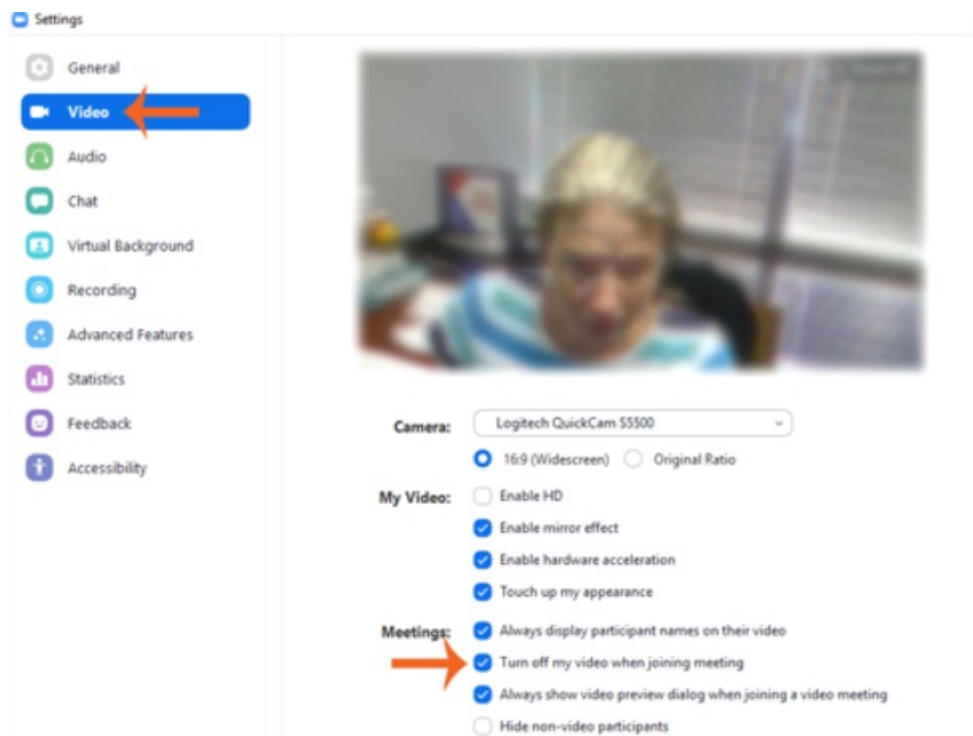 Settings
General
Video
Audio
Chat
Virtual Background
Recording
Advanced Features
Statistics
Feedback
Accessibility
Camera: Logitech QuickCam S5500
16:9 (Widescreen) Original Ratio
My Video: Enable HD
Enable mirror effect
Enable hardware acceleration
Touch up my appearance
Meetings: Always display participant names on their video
Turn off my video when joining meeting
Always show video preview dialog when joining a video meeting
Hide non-video participants